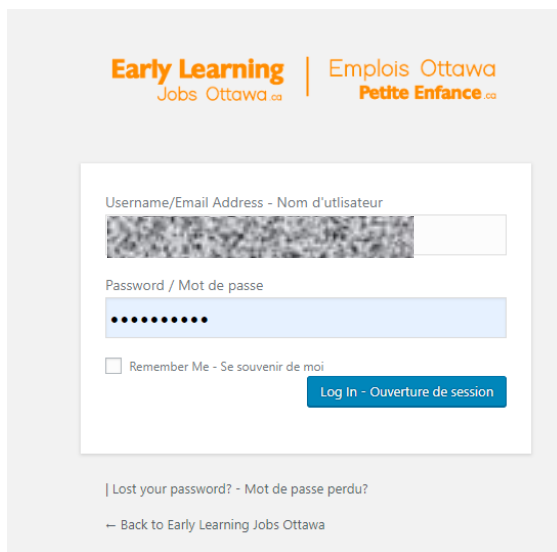 Early Learning
Jobs Ottawa.ca
Emplois Ottawa
Petite Enfance.ca
Username/Email Address - Nom d'utlisateur
Password / Mot de passe
••••••••••
Remember Me - Se souvenir de moi
Log In - Ouverture de session
| Lost your password? - Mot de passe perdu?
← Back to Early Learning Jobs Ottawa